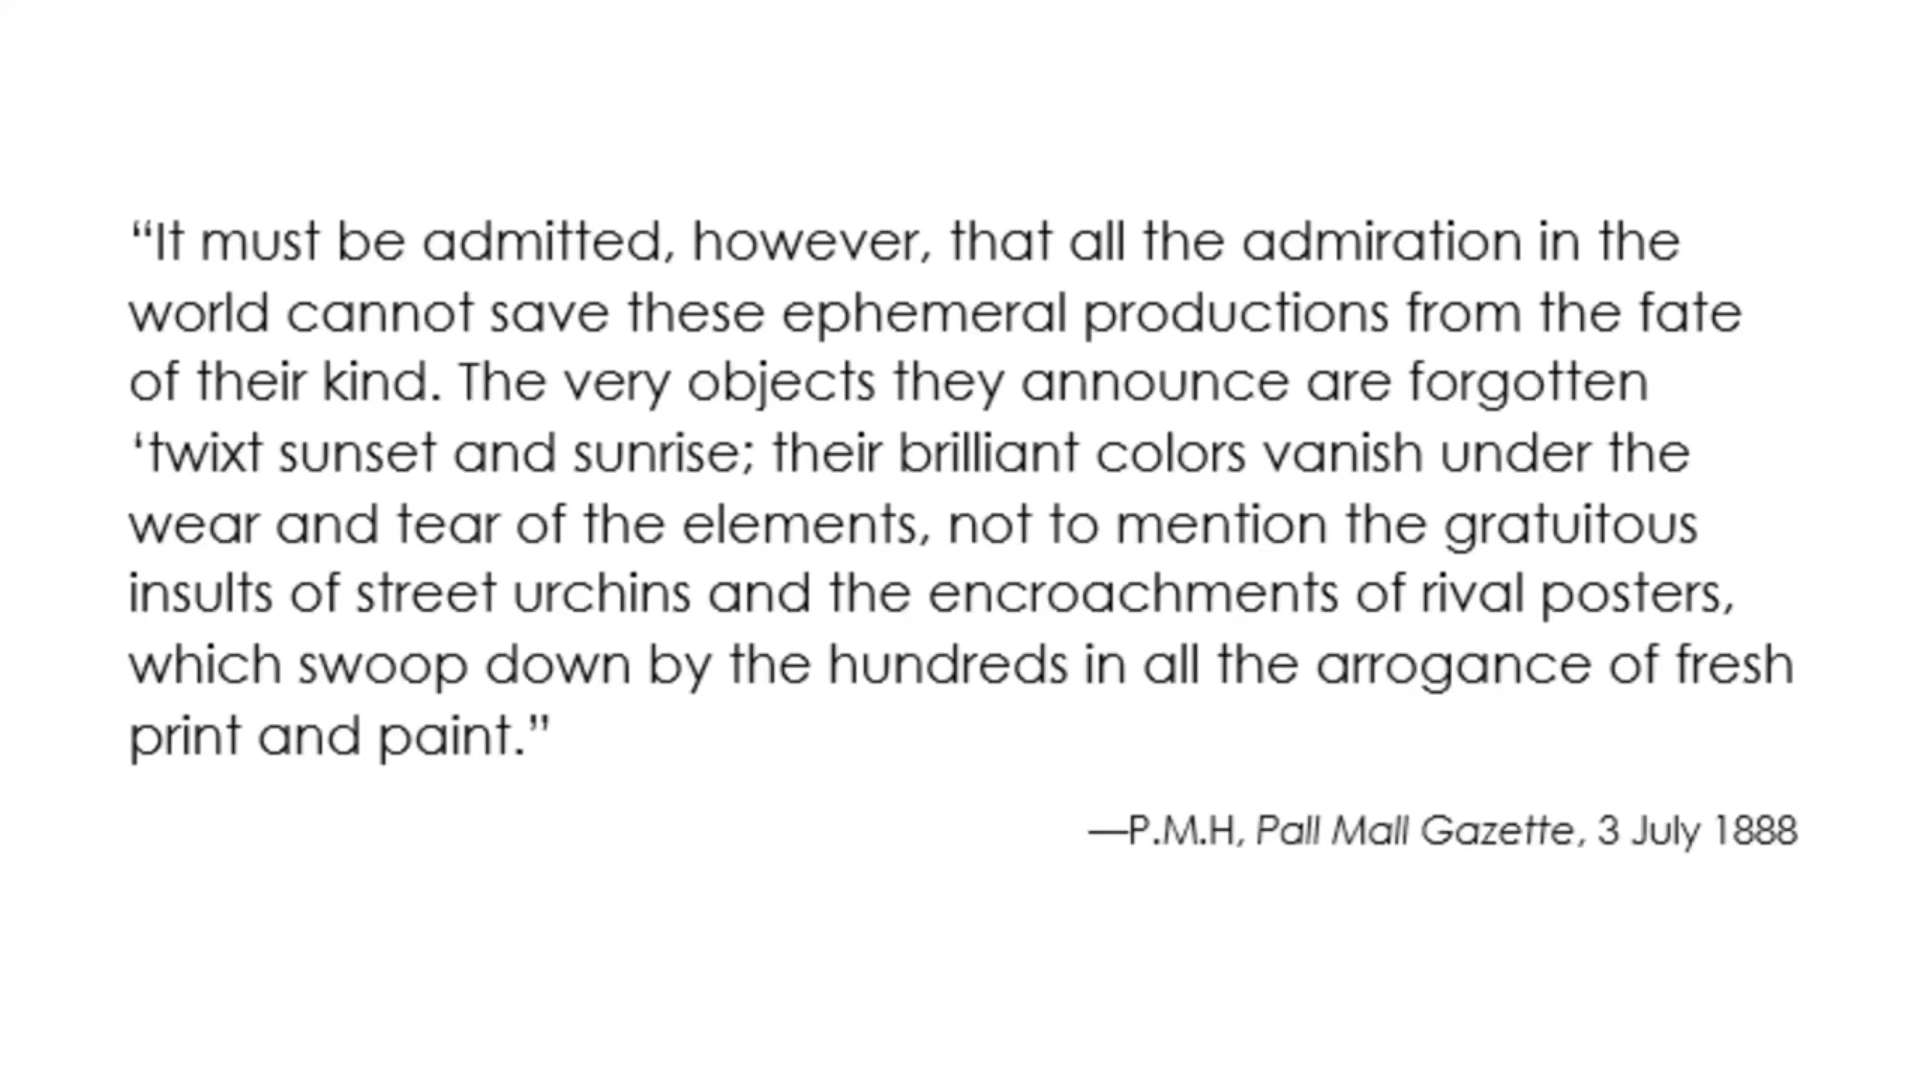 “It must be admitted, however, that all the admiration in the
world cannot save these ephemeral productions from the fate
of their kind. The very objects they announce are forgotten
‘twixt sunset and sunrise; their brilliant colors vanish under the
wear and tear of the elements, not to mention the gratuitous
insults of street urchins and the encroachments of rival posters,
which swoop down by the hundreds in all the arrogance of fresh
print and paint.”
—P.M.H, Pall Mall Gazette, 3 July 1888